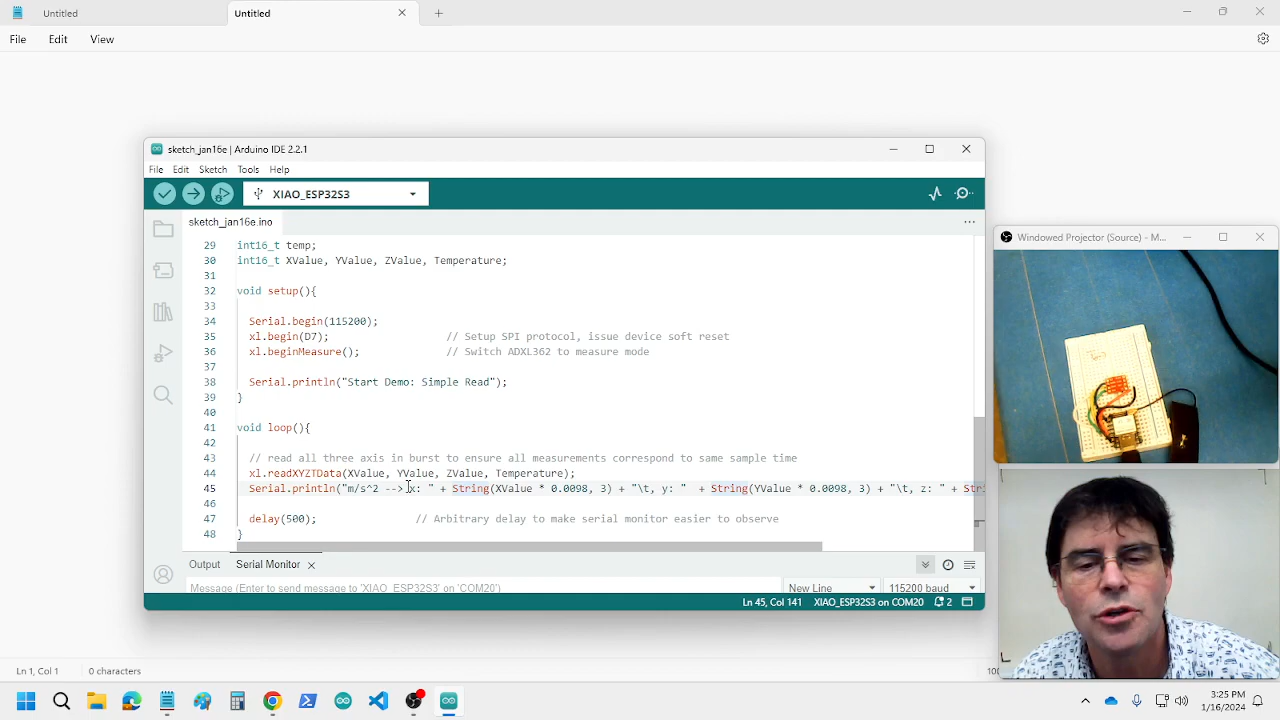 Untitled
Untitled
File Edit View
sketch_jan16e | Arduino IDE 2.2.1
File Edit Sketch Tools Help
XIAO_ESP32S3
sketch_jan16e.ino
29 int16_t temp;
30 int16_t XValue, YValue, ZValue, Temperature;
31
32 void setup(){
33
34 Serial.begin(115200);
35 xl.begin(D7); // Setup SPI protocol, issue device soft reset
36 xl.beginMeasure(); // Switch ADXL362 to measure mode
37
38 Serial.println("Start Demo: Simple Read");
39 }
40
41 void loop(){
42
43 // read all three axis in burst to ensure all measurements correspond to same sample time
44 xl.readXYZTData(XValue, YValue, ZValue, Temperature);
45 Serial.println("m/s^2 --> x: " + String(XValue * 0.0098, 3) + "\t, y: " + String(YValue * 0.0098, 3) + "\t, z: " + Stri
46
47 delay(500); // Arbitrary delay to make serial monitor easier to observe
48 }
Output Serial Monitor
Message (Enter to send message to 'XIAO_ESP32S3' on 'COM20') New Line 115200 baud
Ln 45, Col 141 XIAO_ESP32S3 on COM20 2
Windowed Projector (Source) - M...
Ln 1, Col 1 0 characters 100
3:25 PM
1/16/2024